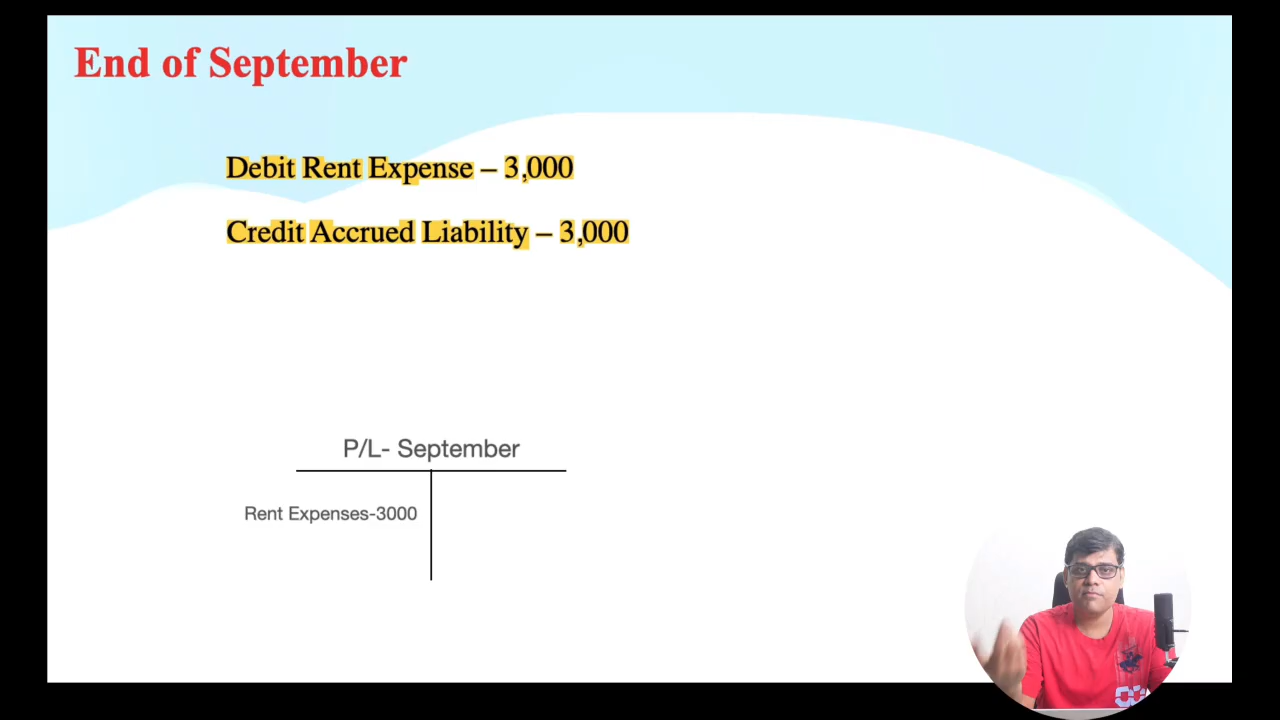 End of September
Debit Rent Expense – 3,000
Credit Accrued Liability – 3,000
P/L- September
Rent Expenses-3000